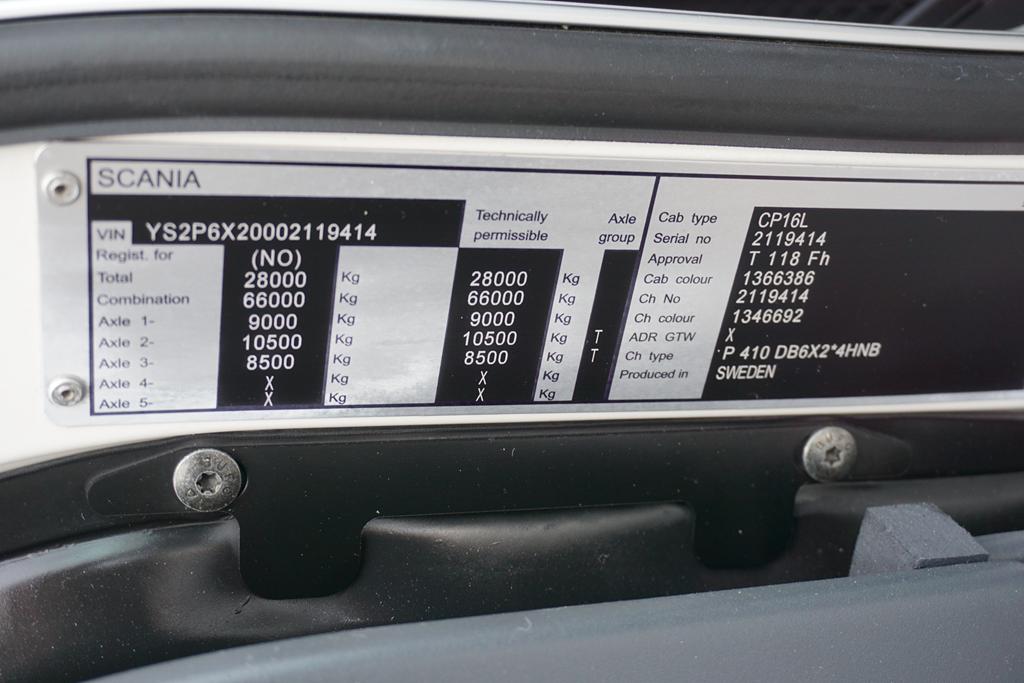 SCANIA
VIN YS2P6X20002119414
Technically permissible
Axle group
Regist. for (NO)
Total 28000 Kg 28000 Kg
Combination 66000 Kg 66000 Kg
Axle 1- 9000 Kg 9000 Kg
Axle 2- 10500 Kg 10500 Kg T
Axle 3- 8500 Kg 8500 Kg T
Axle 4- X Kg X Kg
Axle 5- X Kg X Kg
Cab type CP16L
Serial no 2119414
Approval T 118 Fh
Cab colour 1366386
Ch No 2119414
Ch colour 1346692
ADR GTW X
Ch type P 410 DB6X2*4HNB
Produced in SWEDEN